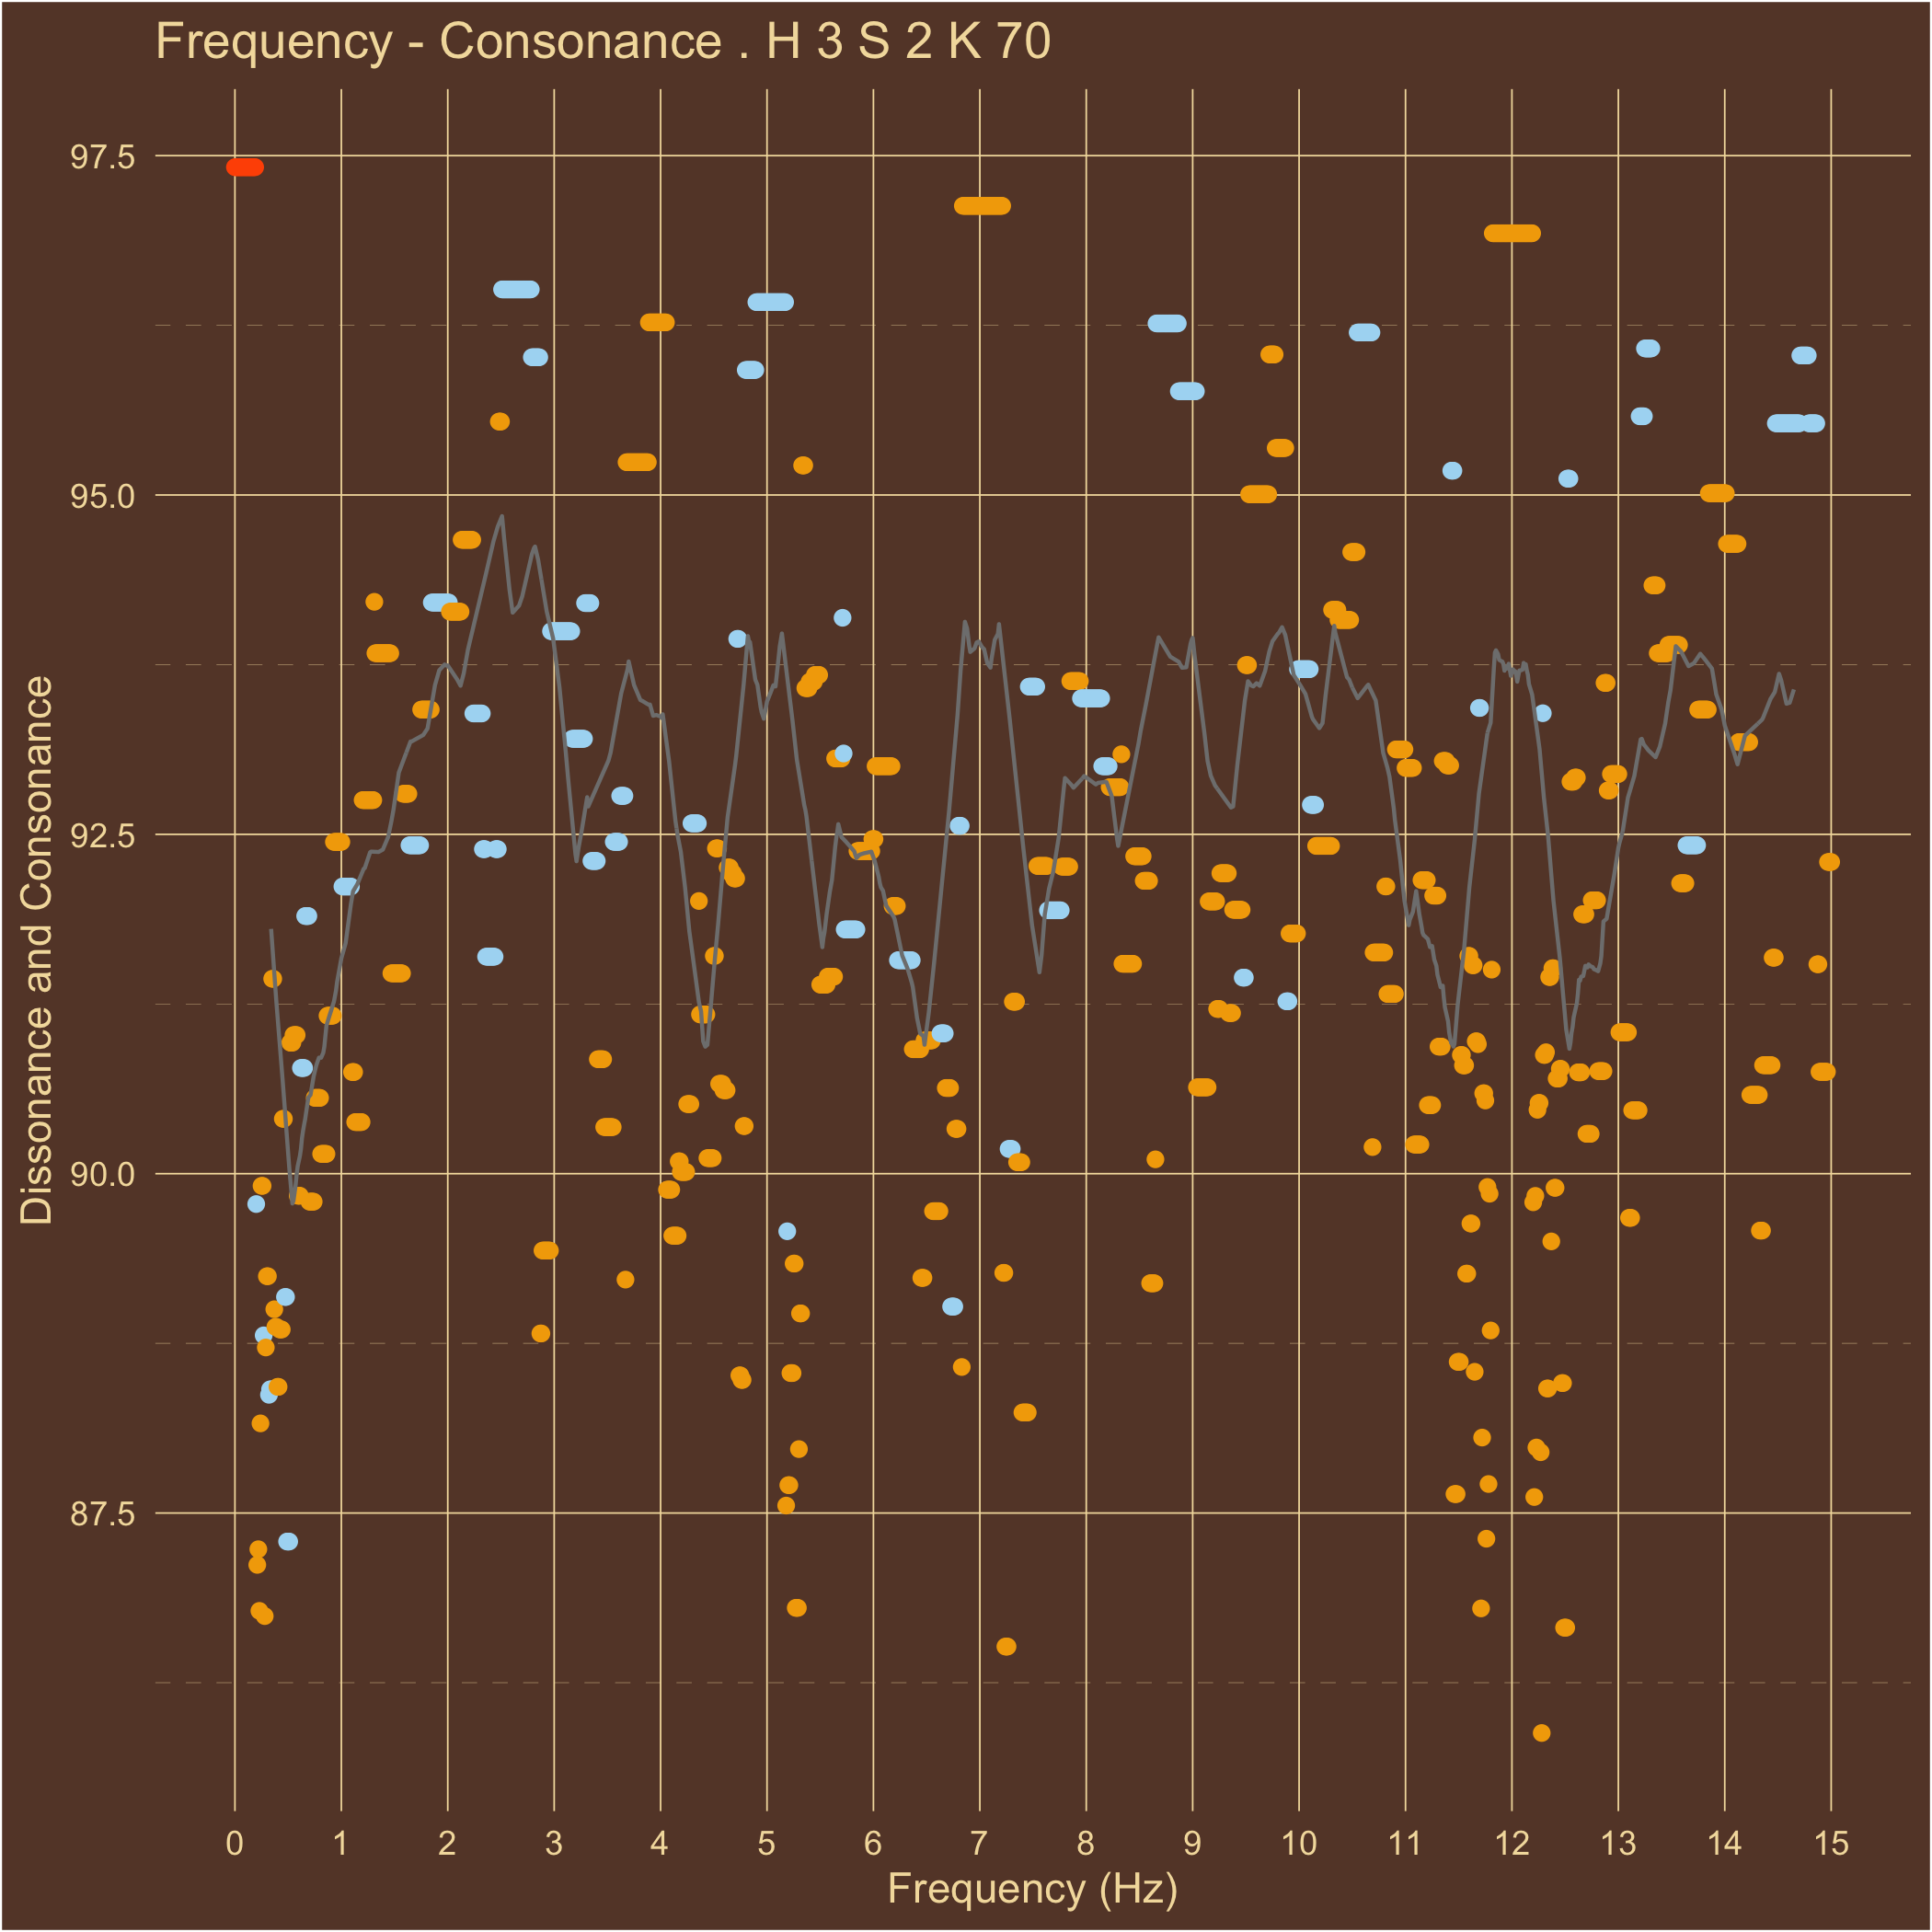 Frequency - Consonance . H 3 S 2 K 70
97.5
95.0
92.5
90.0
87.5
Dissonance and Consonance
0 1 2 3 4 5 6 7 8 9 10 11 12 13 14 15
Frequency (Hz)